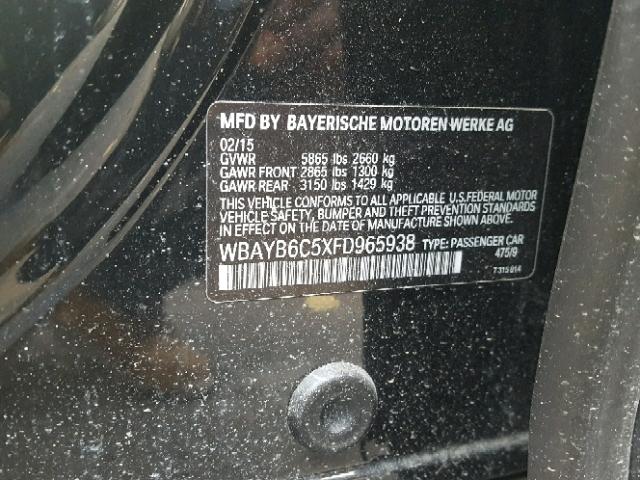 MFD BY BAYERISCHE MOTOREN WERKE AG
02/15
GVWR 5865 lbs 2660 kg
GAWR FRONT 2865 lbs 1300 kg
GAWR REAR 3150 lbs 1429 kg
THIS VEHICLE CONFORMS TO ALL APPLICABLE U.S.FEDERAL MOTOR
VEHICLE SAFETY, BUMPER AND THEFT PREVENTION STANDARDS
IN EFFECT ON THE DATE OF MANUFACTURE SHOWN ABOVE.
WBAYB6C5XFD965938 TYPE: PASSENGER CAR
475/9
T315914